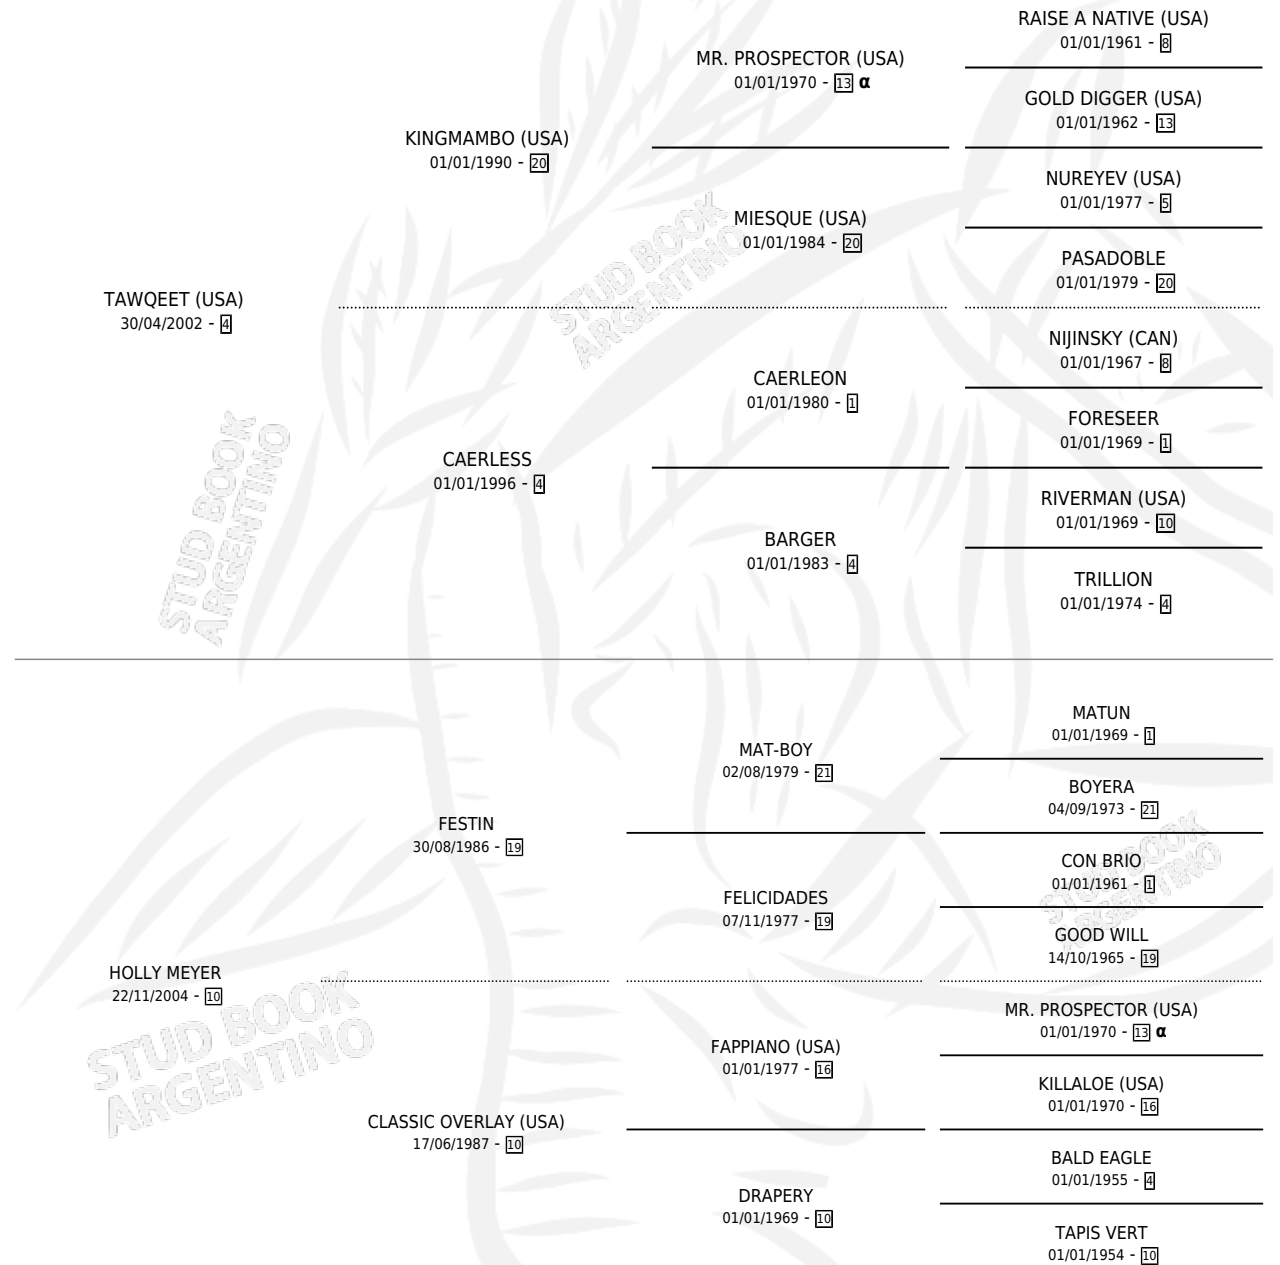 RAISE A NATIVE (USA)
01/01/1961 - 8
MR. PROSPECTOR (USA)
01/01/1970 - 13 α
GOLD DIGGER (USA)
01/01/1962 - 13
KINGMAMBO (USA)
01/01/1990 - 20
NUREYEV (USA)
01/01/1977 - 5
MIESQUE (USA)
01/01/1984 - 20
PASADOBLE
01/01/1979 - 20
TAWQEET (USA)
30/04/2002 - 4
NIJINSKY (CAN)
01/01/1967 - 8
CAERLEON
01/01/1980 - 1
FORESEER
01/01/1969 - 1
CAERLESS
01/01/1996 - 4
RIVERMAN (USA)
01/01/1969 - 10
BARGER
01/01/1983 - 4
TRILLION
01/01/1974 - 4
STUD BOOK
ARGENTINO
STUD BOOK
ARGENTINO
MATUN
01/01/1969 - 1
MAT-BOY
02/08/1979 - 21
BOYERA
04/09/1973 - 21
FESTIN
30/08/1986 - 19
CON BRIO
01/01/1961 - 1
FELICIDADES
07/11/1977 - 19
GOOD WILL
14/10/1965 - 19
HOLLY MEYER
22/11/2004 - 10
MR. PROSPECTOR (USA)
01/01/1970 - 13 α
FAPPIANO (USA)
01/01/1977 - 16
KILLALOE (USA)
01/01/1970 - 16
CLASSIC OVERLAY (USA)
17/06/1987 - 10
BALD EAGLE
01/01/1955 - 4
DRAPERY
01/01/1969 - 10
TAPIS VERT
01/01/1954 - 10
STUD BOOK
ARGENTINO
STUD BOOK
ARGENTINO